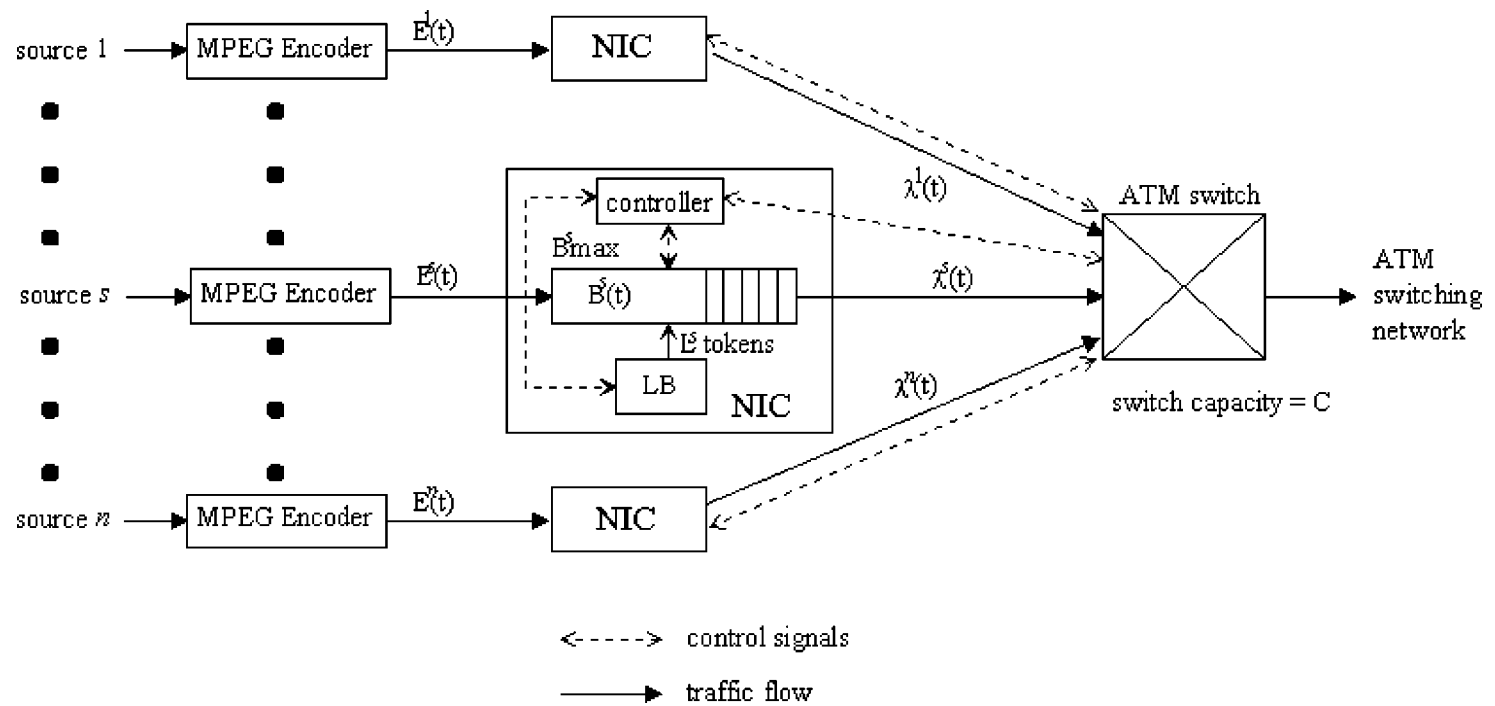 source 1
MPEG Encoder
E¹(t)
NIC
λ¹(t)
ATM switch
controller
Bˢmax
source s
MPEG Encoder
Eˢ(t)
Bˢ(t)
λˢ(t)
ATM
switching
network
Lˢ tokens
LB
NIC
λⁿ(t)
switch capacity = C
source n
MPEG Encoder
Eⁿ(t)
NIC
control signals
traffic flow